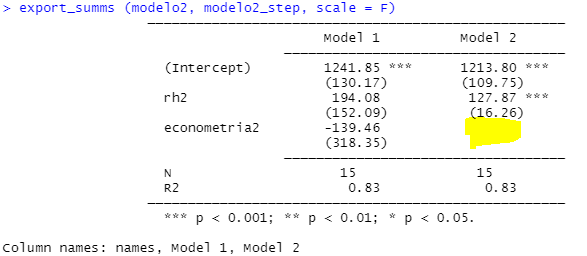 > export_summs (modelo2, modelo2_step, scale = F)
Model 1 Model 2
(Intercept) 1241.85 *** 1213.80 ***
(130.17) (109.75)
rh2 194.08 127.87 ***
(152.09) (16.26)
econometria2 -139.46
(318.35)
N 15 15
R2 0.83 0.83
*** p < 0.001; ** p < 0.01; * p < 0.05.
Column names: names, Model 1, Model 2